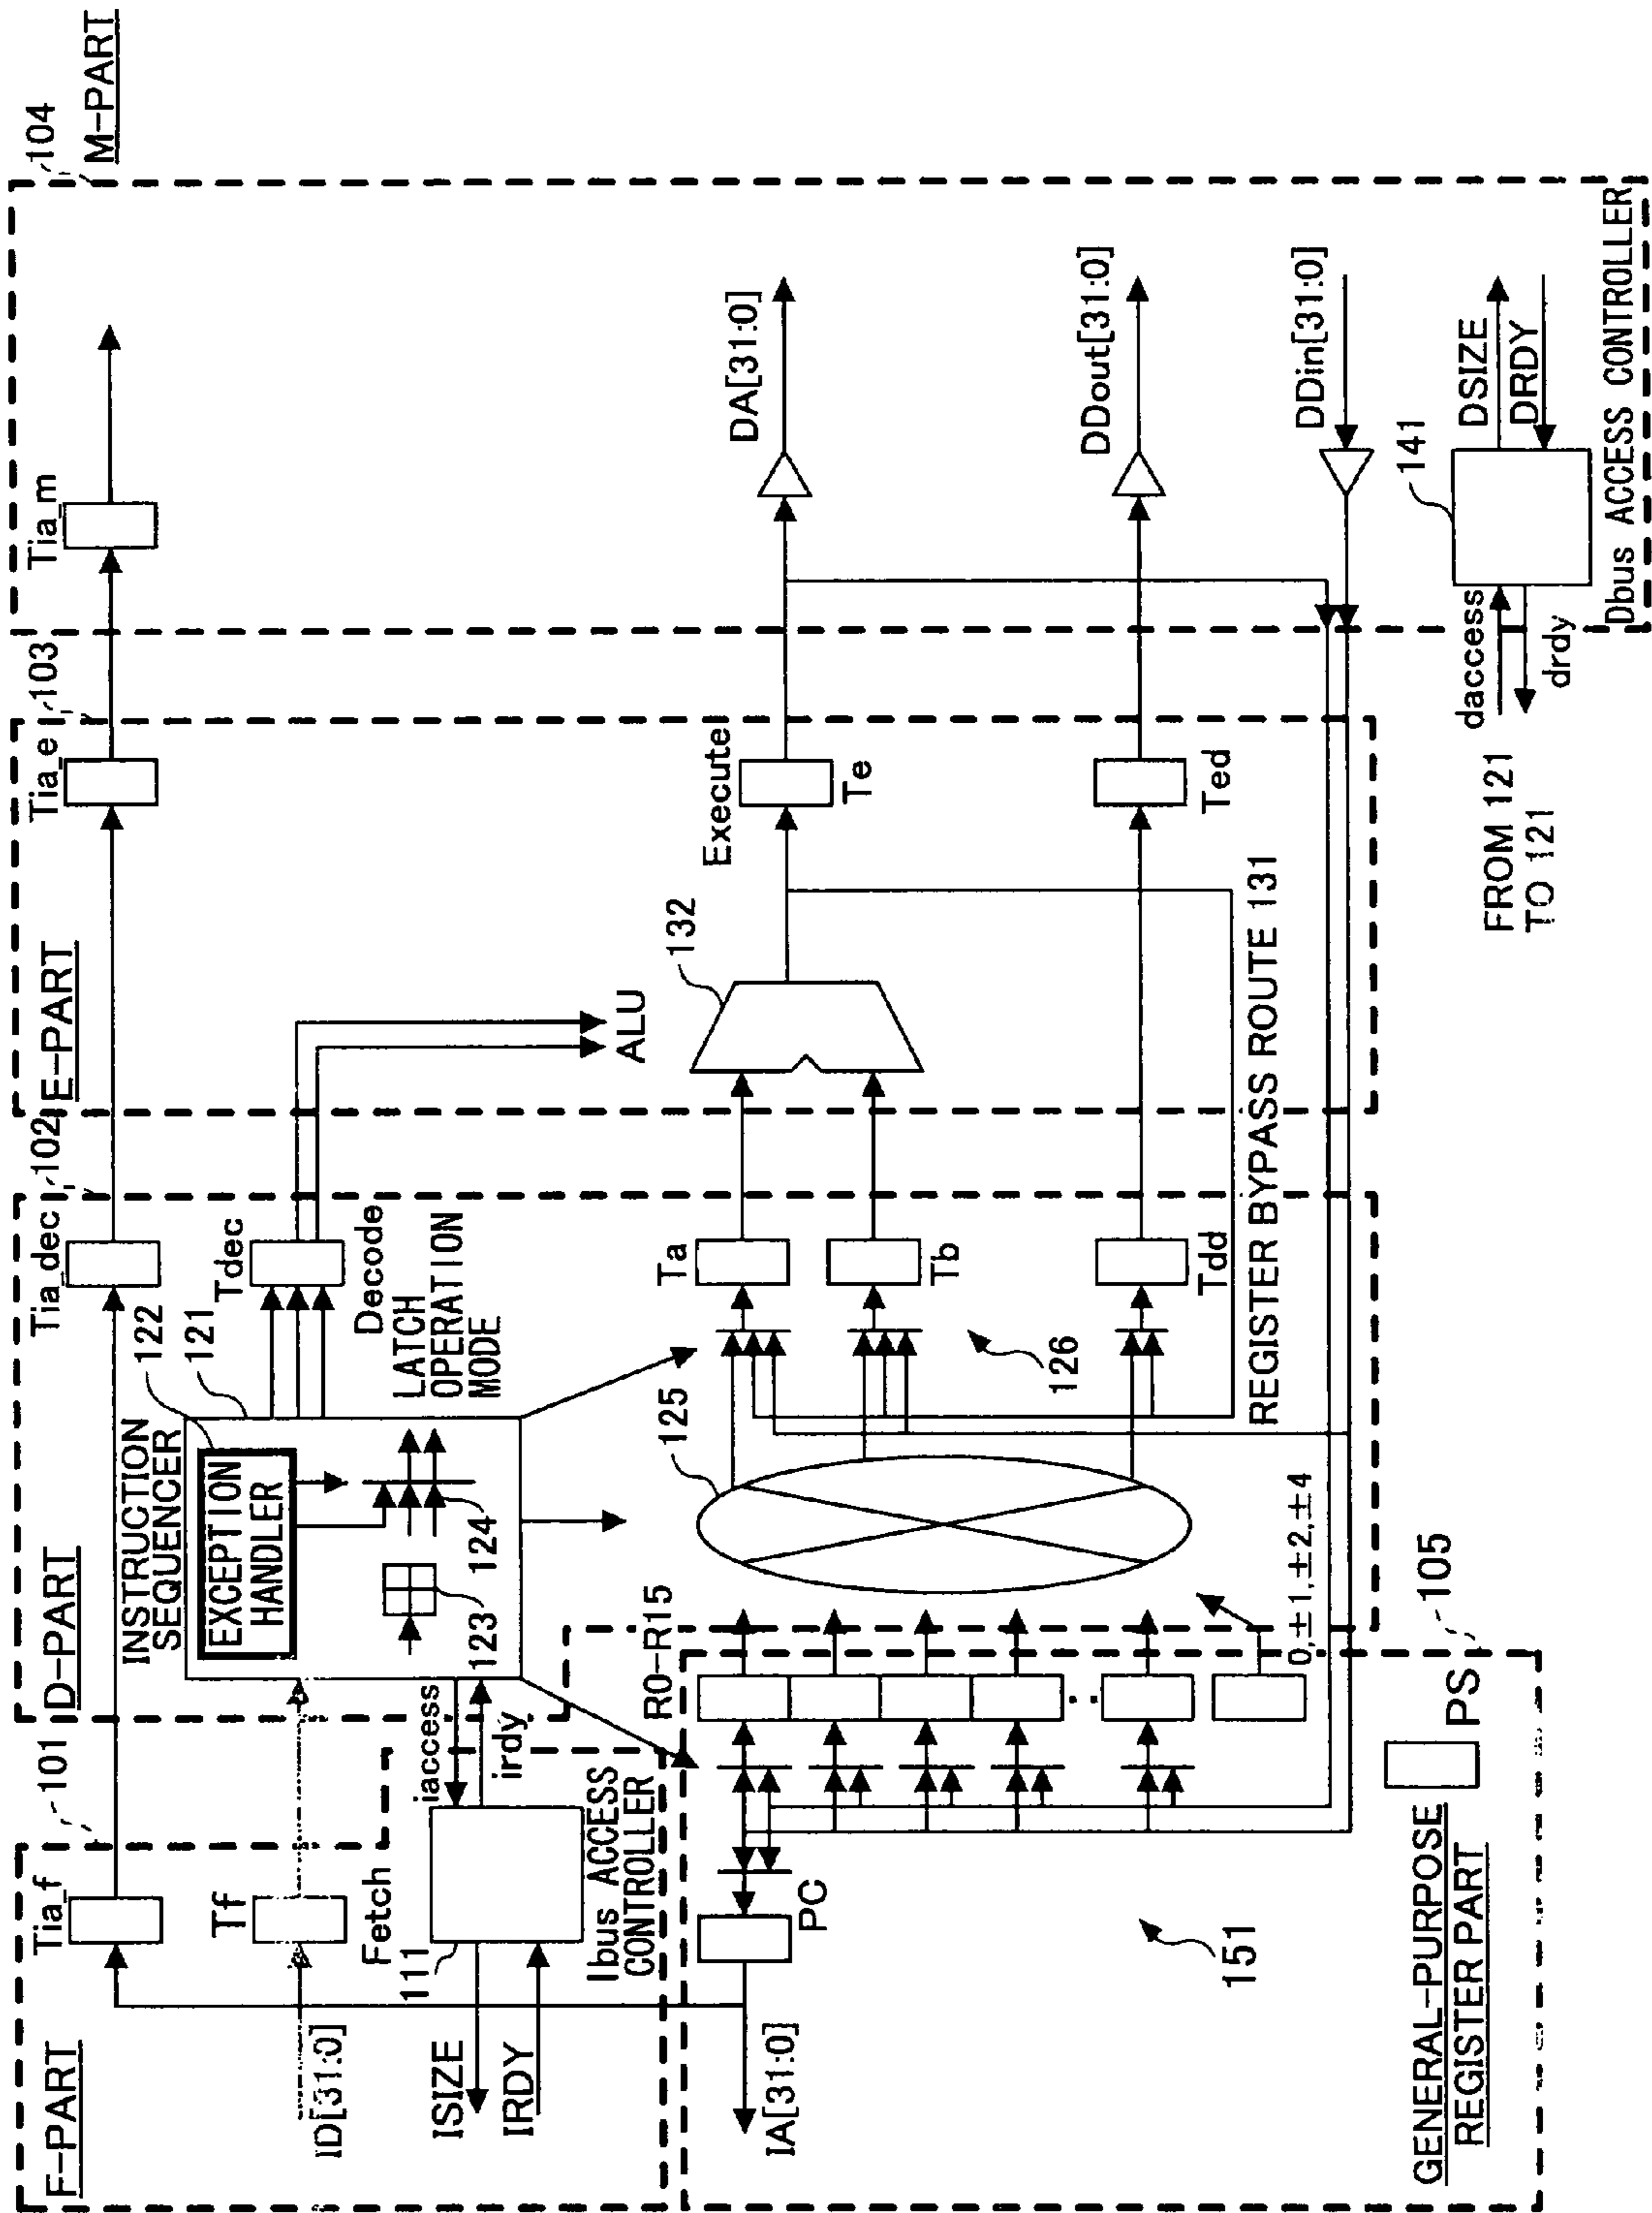 F-PART
101
D-PART
102
E-PART
103
104
M-PART
Tia_f
Tia_dec
Tia_e
Tia_m
ID[31:0]
Tf
Fetch
INSTRUCTION
SEQUENCER
EXCEPTION
HANDLER
122
121
123
124
Tdec
Decode
LATCH
OPERATION
MODE
ALU
ISIZE
IRDY
111
Ibus ACCESS
CONTROLLER
iaccess
irdy
IA[31:0]
PC
R0-R15
125
126
Ta
Tb
Tdd
132
Execute
Te
Ted
DA[31:0]
DDout[31:0]
DDin[31:0]
REGISTER BYPASS ROUTE 131
0,±1,±2,±4
151
PS
105
GENERAL-PURPOSE
REGISTER PART
FROM 121
TO 121
daccess
drdy
141
DSIZE
DRDY
Dbus ACCESS CONTROLLER